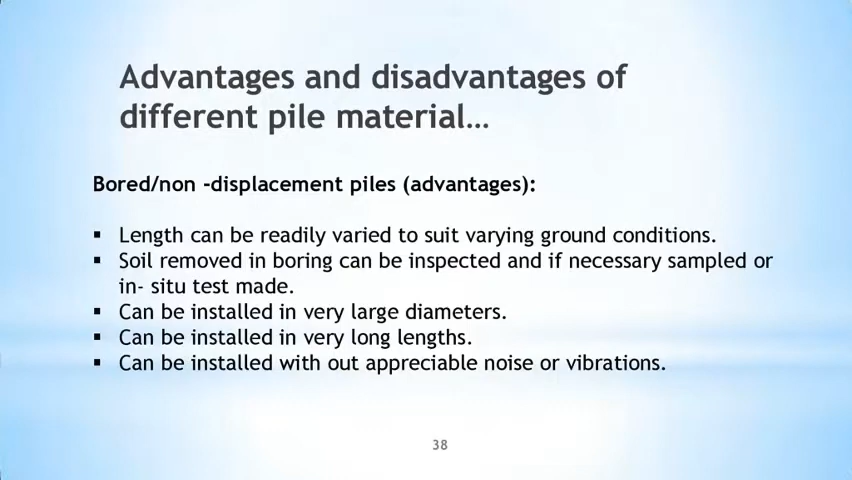 Advantages and disadvantages of
different pile material...
Bored/non -displacement piles (advantages):
▪ Length can be readily varied to suit varying ground conditions.
▪ Soil removed in boring can be inspected and if necessary sampled or
in- situ test made.
▪ Can be installed in very large diameters.
▪ Can be installed in very long lengths.
▪ Can be installed with out appreciable noise or vibrations.
38